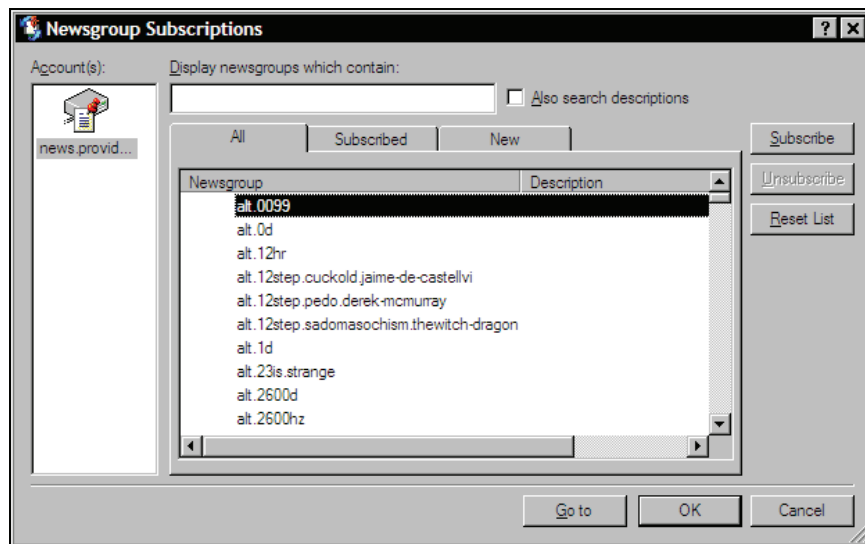 Newsgroup Subscriptions
Account(s):
Display newsgroups which contain:
Also search descriptions
news.provid...
All
Subscribed
New
Subscribe
Unsubscribe
Reset List
Newsgroup
Description
alt.0099
alt.0d
alt.12hr
alt.12step.cuckold.jaime-de-castellvi
alt.12step.pedo.derek-mcmurray
alt.12step.sadomasochism.thewitch-dragon
alt.1d
alt.23is.strange
alt.2600d
alt.2600hz
Go to
OK
Cancel